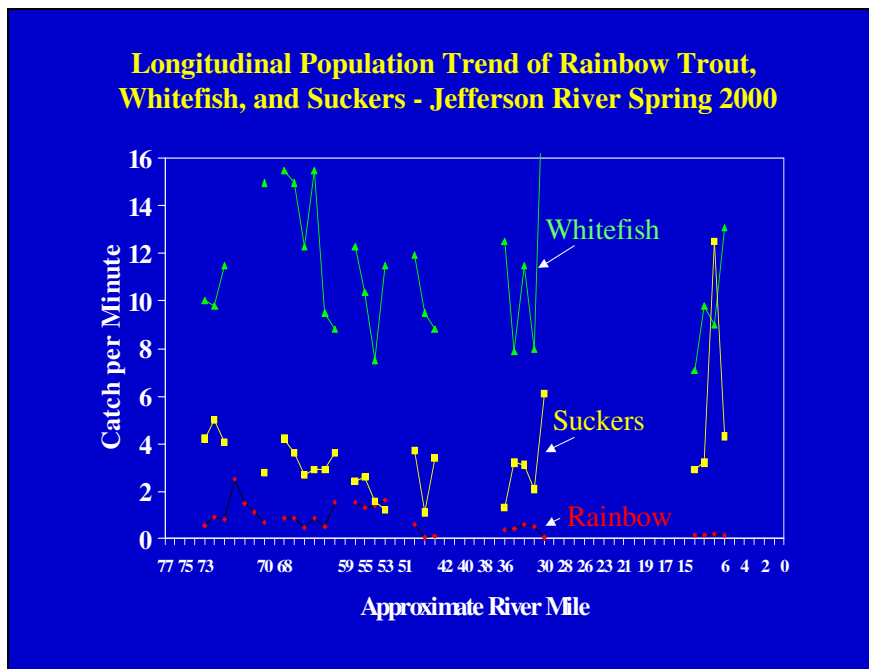 Longitudinal Population Trend of Rainbow Trout,
Whitefish, and Suckers - Jefferson River Spring 2000
16
14
12
10
8
6
4
2
0
Catch per Minute
Whitefish
Suckers
Rainbow
77 75 73 70 68 59 55 53 51 42 40 38 36 30 28 26 23 21 19 17 15 6 4 2 0
Approximate River Mile